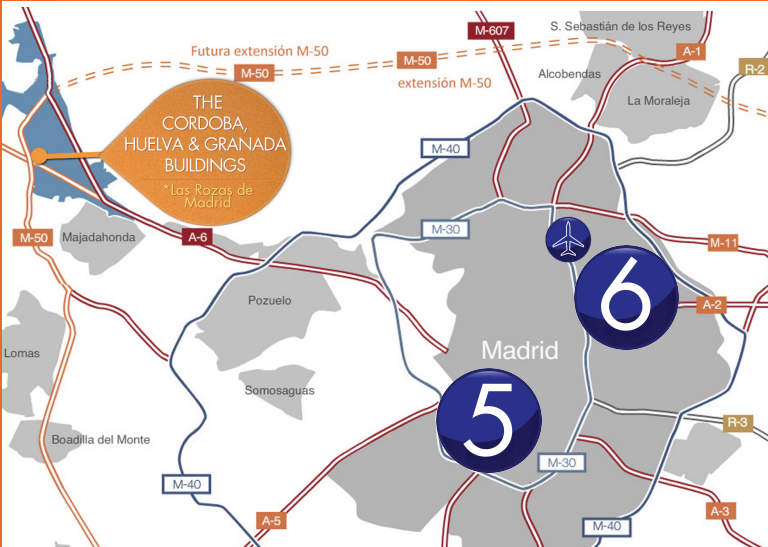 M-607
S. Sebastián de los Reyes
Futura extensión M-50
A-1
M-50
M-50
R-2
extensión M-50
Alcobendas
La Moraleja
THE
CORDOBA,
HUELVA & GRANADA
BUILDINGS
*Las Rozas de
Madrid
M-40
M-30
M-50
Majadahonda
A-6
M-11
6
Pozuelo
A-2
Madrid
Lomas
Somosaguas
5
R-3
Boadilla del Monte
M-30
M-40
A-5
A-3
M-40